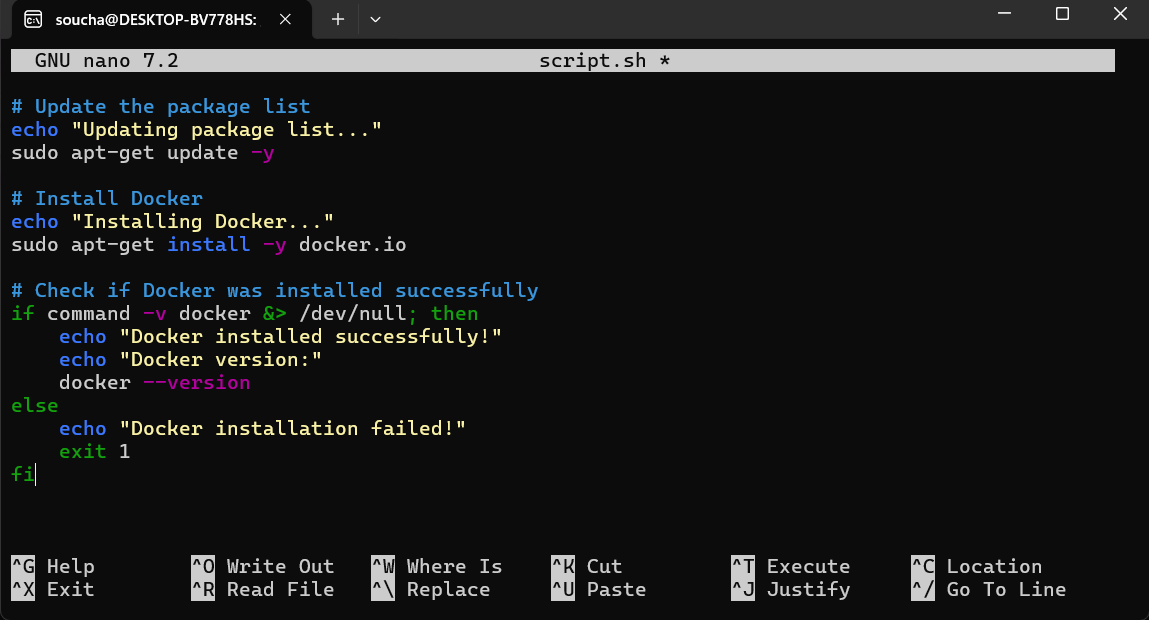 soucha@DESKTOP-BV778HS:
GNU nano 7.2 script.sh *
# Update the package list
echo "Updating package list..."
sudo apt-get update -y
# Install Docker
echo "Installing Docker..."
sudo apt-get install -y docker.io
# Check if Docker was installed successfully
if command -v docker &> /dev/null; then
    echo "Docker installed successfully!"
    echo "Docker version:"
    docker --version
else
    echo "Docker installation failed!"
    exit 1
fi
^G Help ^O Write Out ^W Where Is ^K Cut ^T Execute ^C Location
^X Exit ^R Read File ^\ Replace ^U Paste ^J Justify ^/ Go To Line